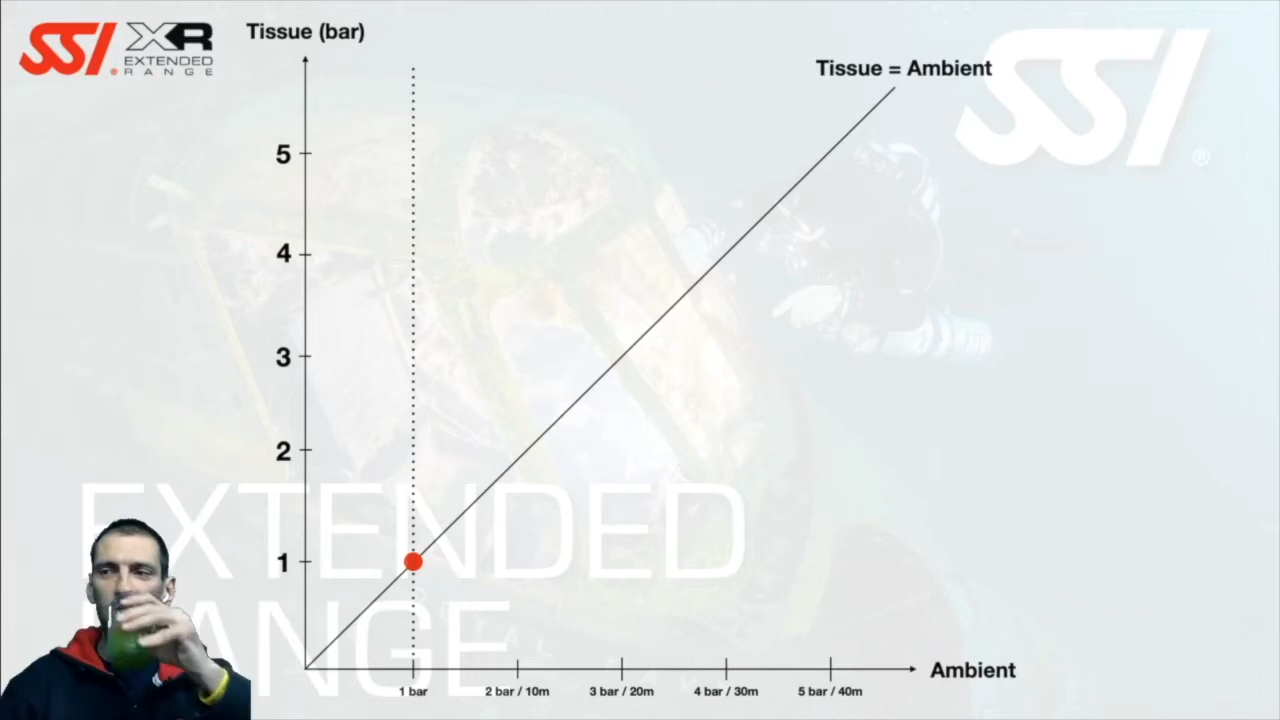 SSI XR
EXTENDED
RANGE
Tissue (bar)
Tissue = Ambient
SSI
®
5
4
3
2
1
EXTENDED
RANGE
1 bar
2 bar / 10m
3 bar / 20m
4 bar / 30m
5 bar / 40m
Ambient